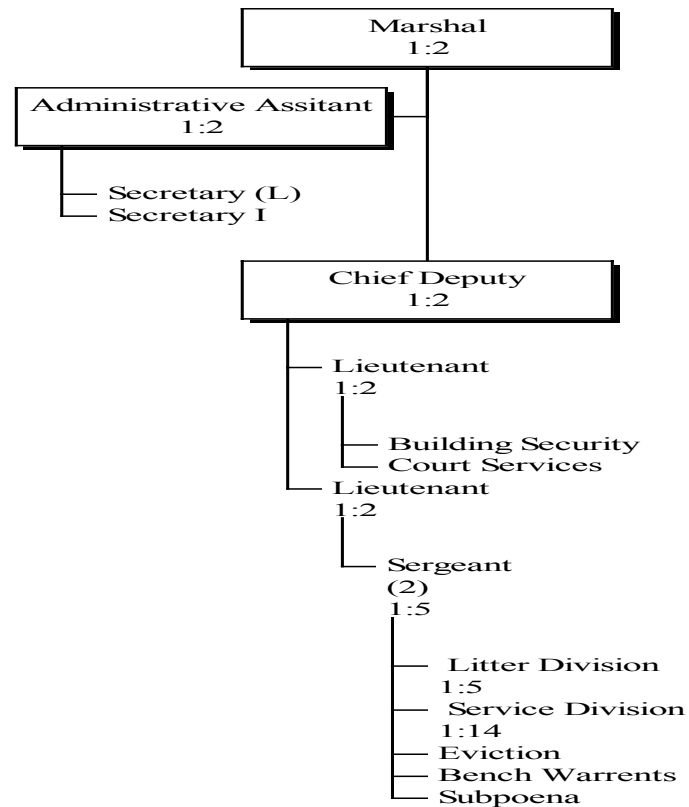 Marshal
1:2
Administrative Assitant
1:2
Secretary (L)
Secretary I
Chief Deputy
1:2
Lieutenant
1:2
Building Security
Court Services
Lieutenant
1:2
Sergeant
(2)
1:5
Litter Division
1:5
Service Division
1:14
Eviction
Bench Warrents
Subpoena